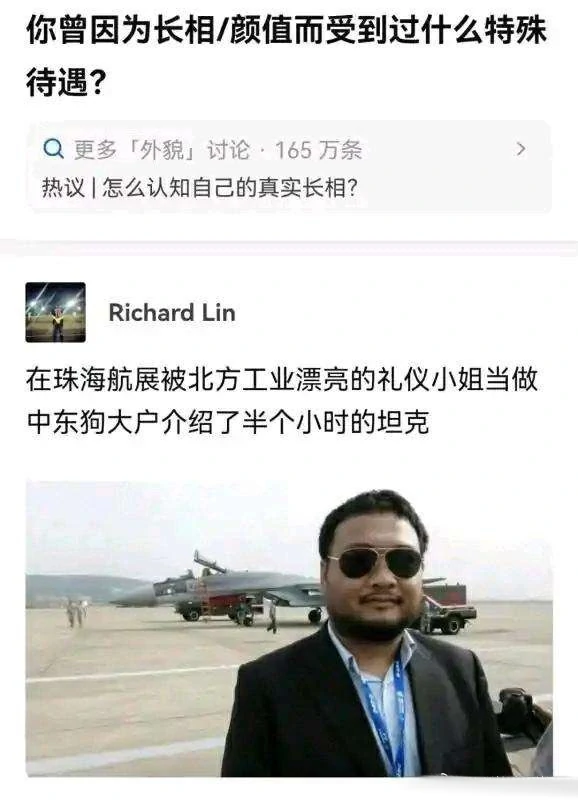 你曾因为长相/颜值而受到过什么特殊
待遇？
更多「外貌」讨论 · 165 万条
热议 | 怎么认知自己的真实长相？
Richard Lin
在珠海航展被北方工业漂亮的礼仪小姐当做
中东狗大户介绍了半个小时的坦克